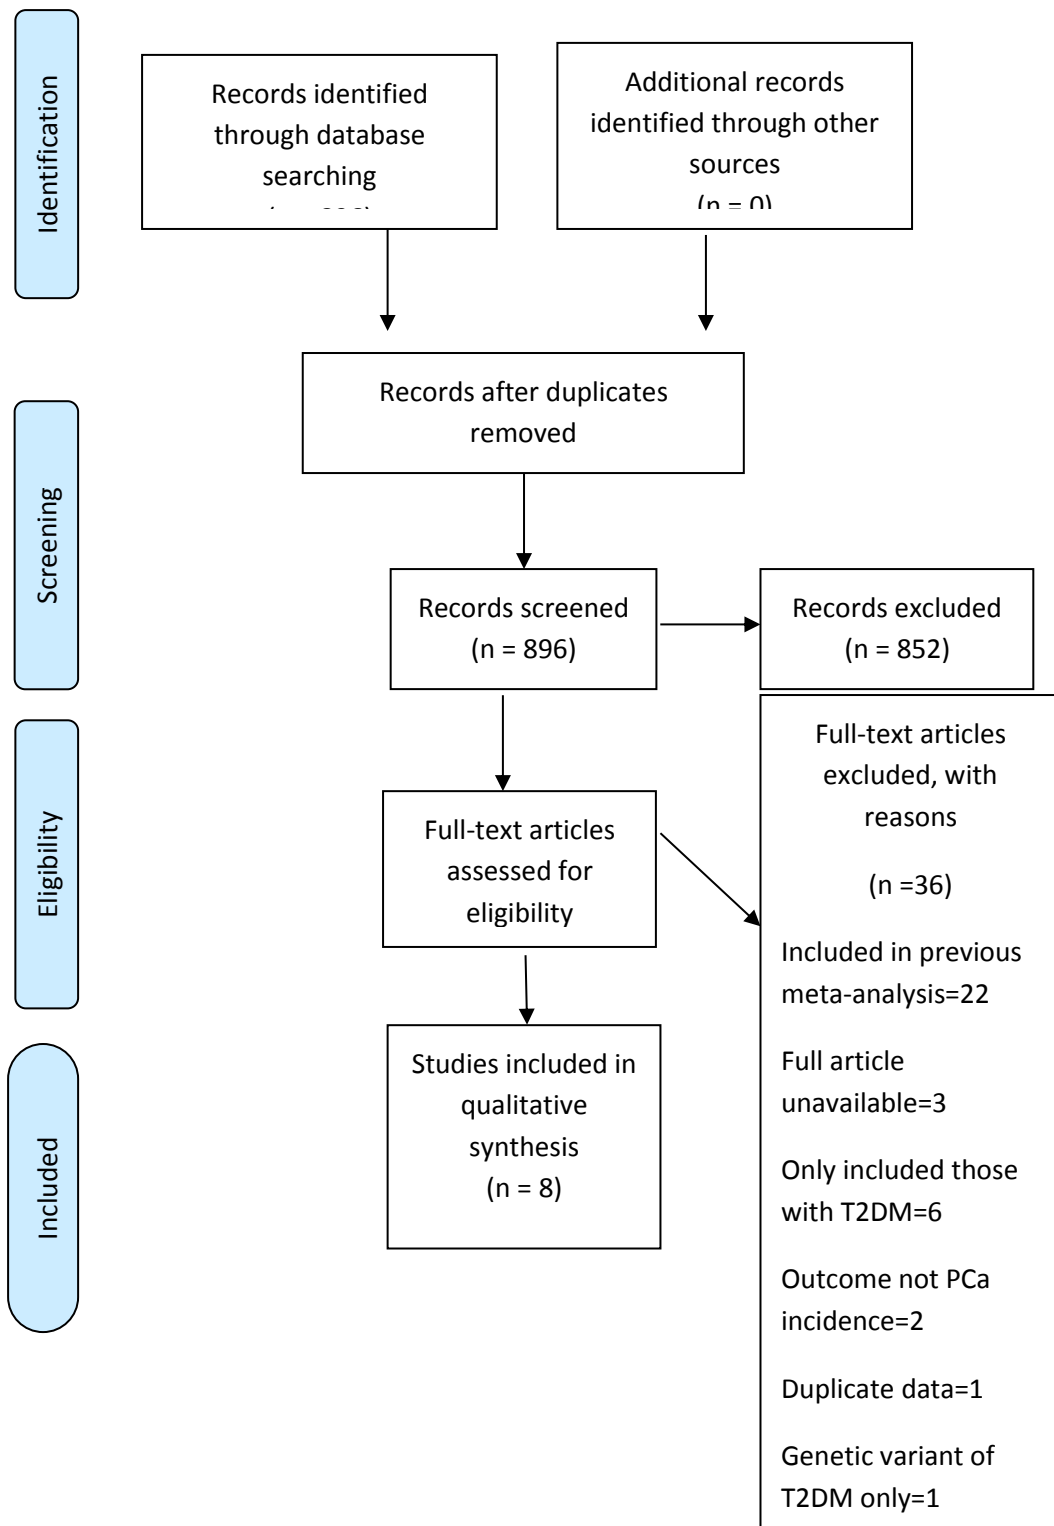 Identification
Records identified
through database
searching
Additional records
identified through other
sources
(n = 0)
Records after duplicates
removed
Screening
Records screened
(n = 896)
Records excluded
(n = 852)
Eligibility
Full-text articles
assessed for
eligibility
Full-text articles
excluded, with
reasons
(n =36)
Included in previous
meta-analysis=22
Full article
unavailable=3
Only included those
with T2DM=6
Outcome not PCa
incidence=2
Duplicate data=1
Genetic variant of
T2DM only=1
Included
Studies included in
qualitative
synthesis
(n = 8)